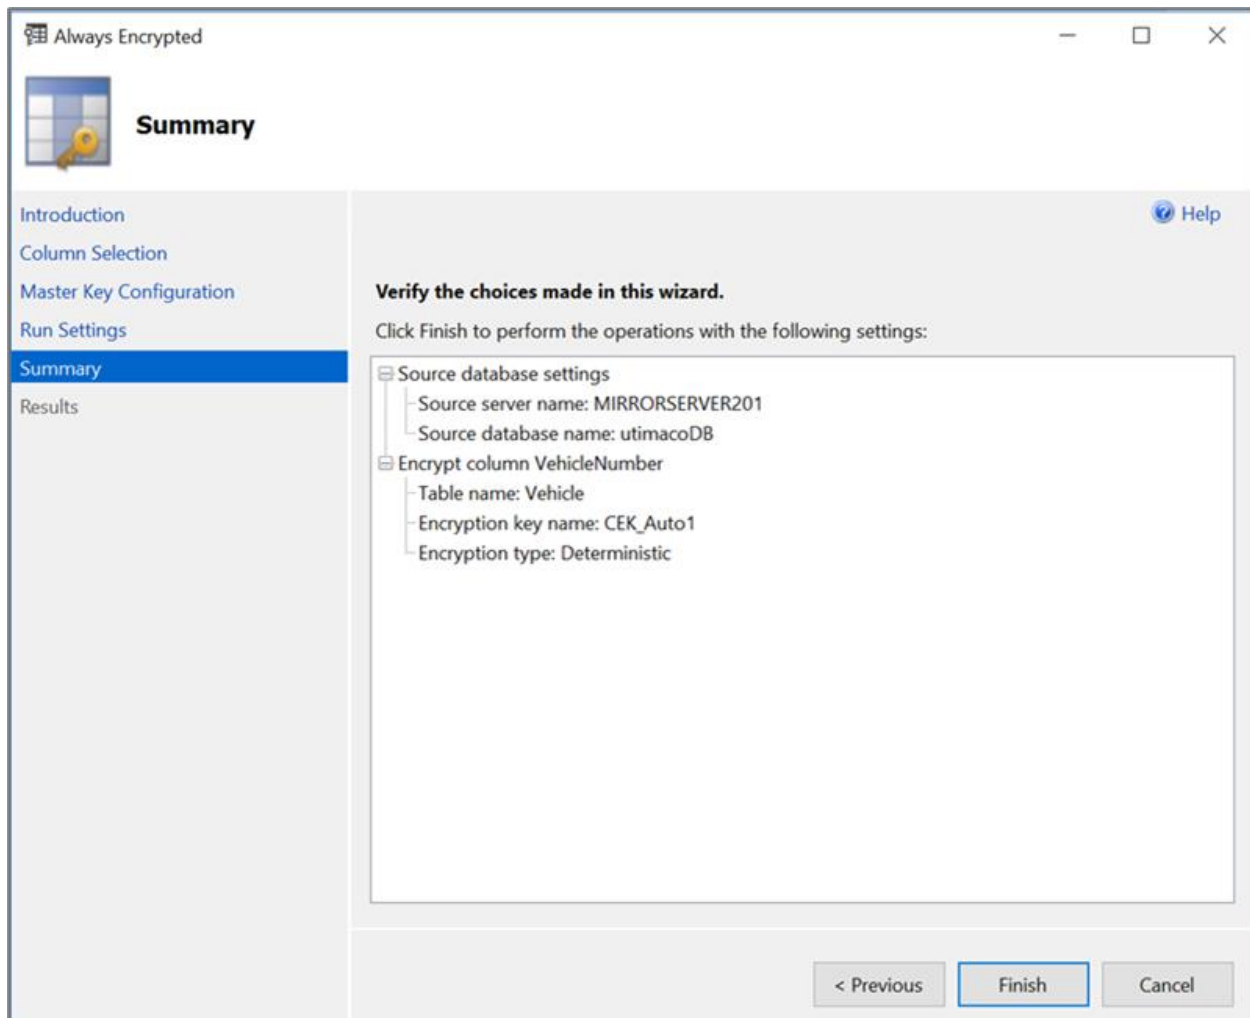 Always Encrypted
Summary
Introduction
Column Selection
Master Key Configuration
Run Settings
Summary
Results
Help
Verify the choices made in this wizard.
Click Finish to perform the operations with the following settings:
Source database settings
Source server name: MIRRORSERVER201
Source database name: utimacoDB
Encrypt column VehicleNumber
Table name: Vehicle
Encryption key name: CEK_Auto1
Encryption type: Deterministic
< Previous
Finish
Cancel